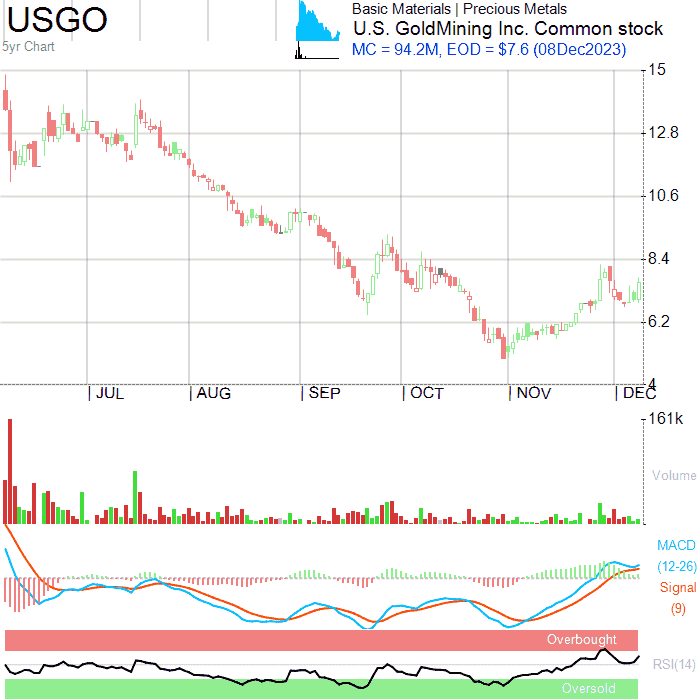 USGO
Basic Materials | Precious Metals
5yr Chart
U.S. GoldMining Inc. Common stock
MC = 94.2M, EOD = $7.6 (08Dec2023)
15
12.8
10.6
8.4
6.2
4
JUL AUG SEP OCT NOV DEC
161k
Volume
MACD
(12-26)
Signal
(9)
Overbought
RSI(14)
Oversold